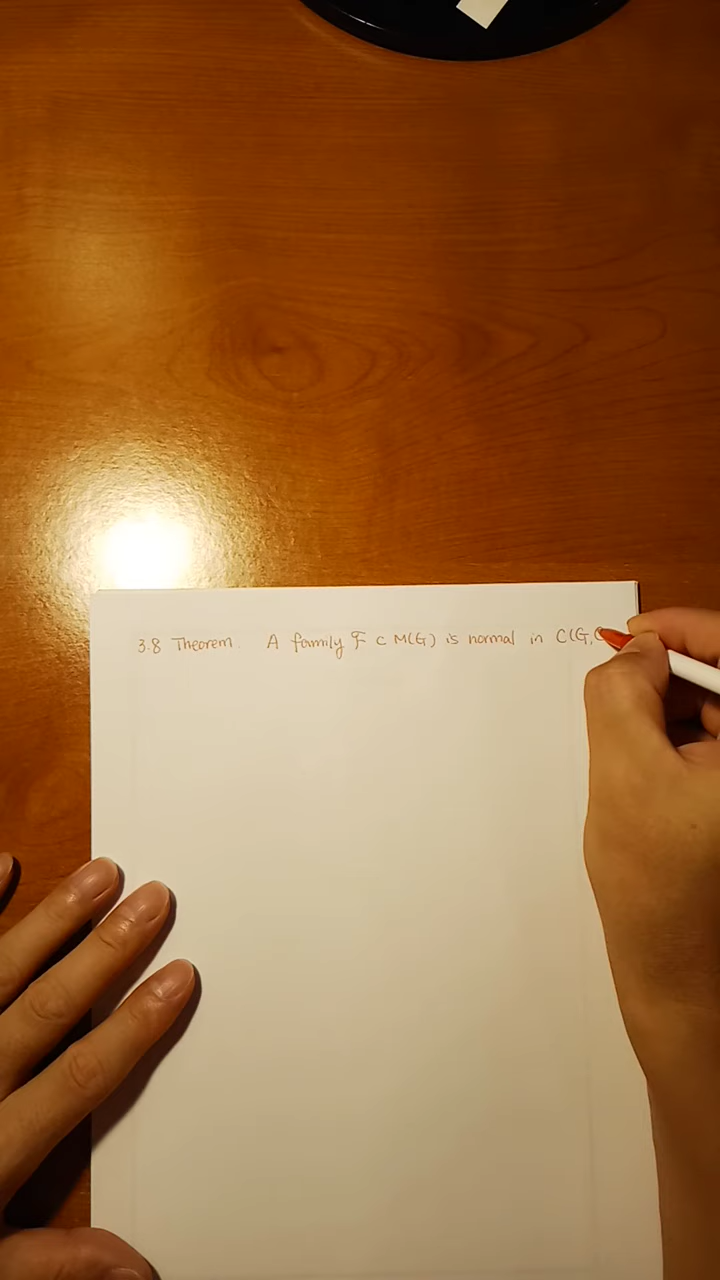 3.8 Theorem. A family ℱ ⊂ M(G) is normal in C(G,